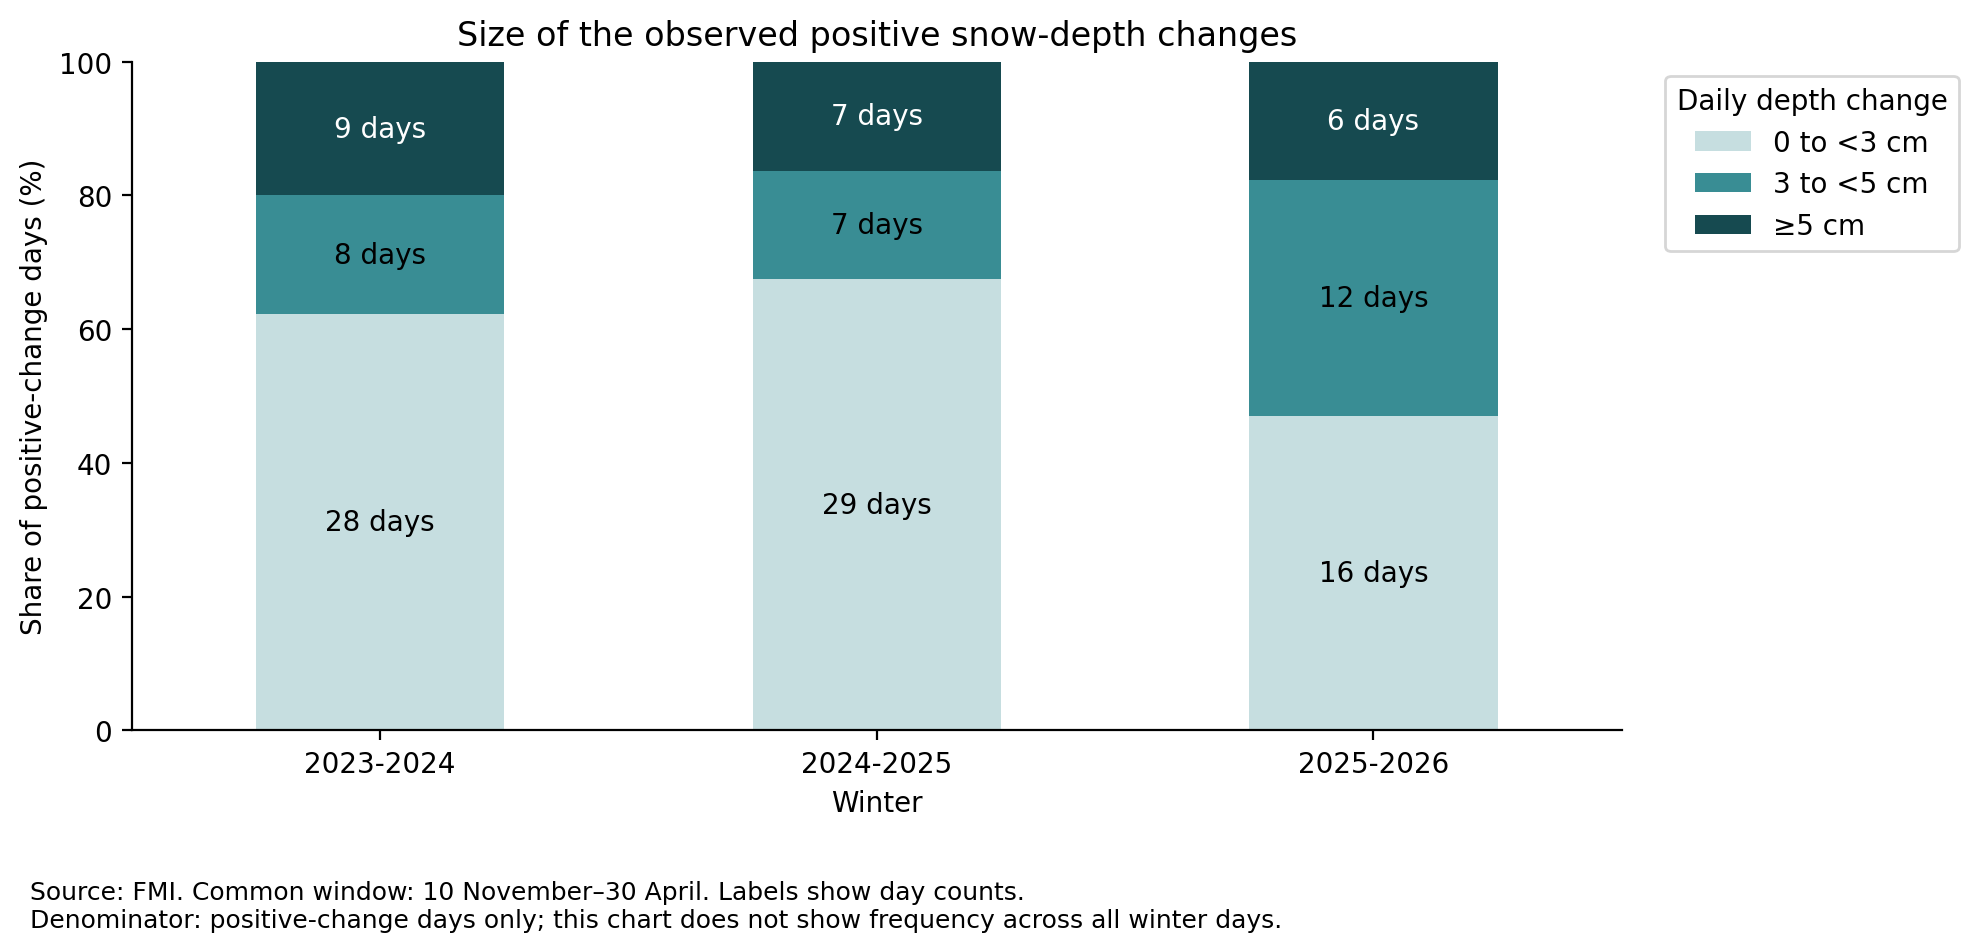 Size of the observed positive snow-depth changes
Share of positive-change days (%)
100
80
60
40
20
0
9 days
8 days
28 days
7 days
7 days
29 days
6 days
12 days
16 days
2023-2024
2024-2025
2025-2026
Winter
Daily depth change
0 to <3 cm
3 to <5 cm
≥5 cm
Source: FMI. Common window: 10 November–30 April. Labels show day counts.
Denominator: positive-change days only; this chart does not show frequency across all winter days.